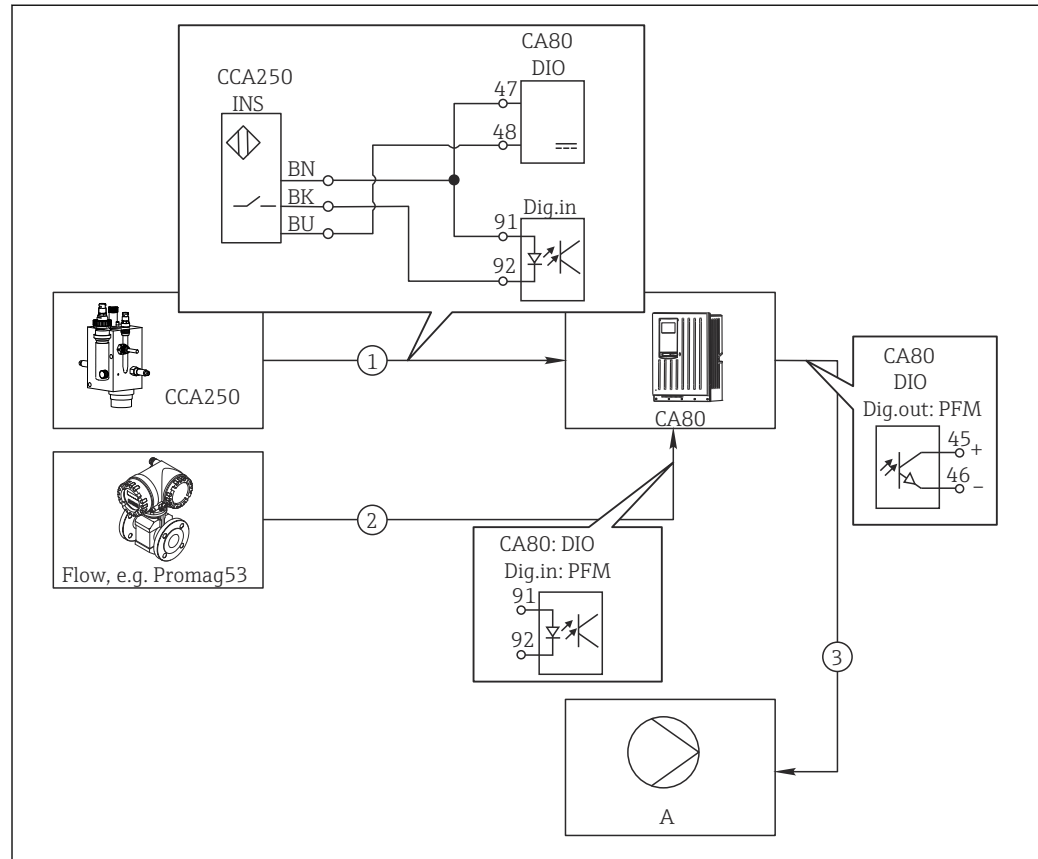 CA80
DIO
CCA250
INS
47
48
BN
BK
BU
Dig.in
91
92
1
CCA250
CA80
CA80
DIO
Dig.out: PFM
45 +
46 –
2
Flow, e.g. Promag53
CA80: DIO
Dig.in: PFM
91
92
3
A